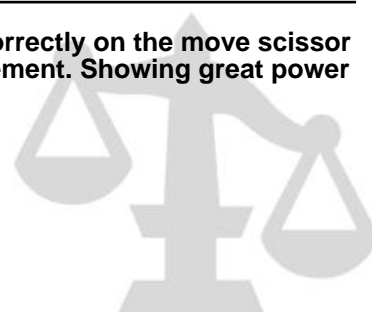 orrectly on the move scissor
ement. Showing great power